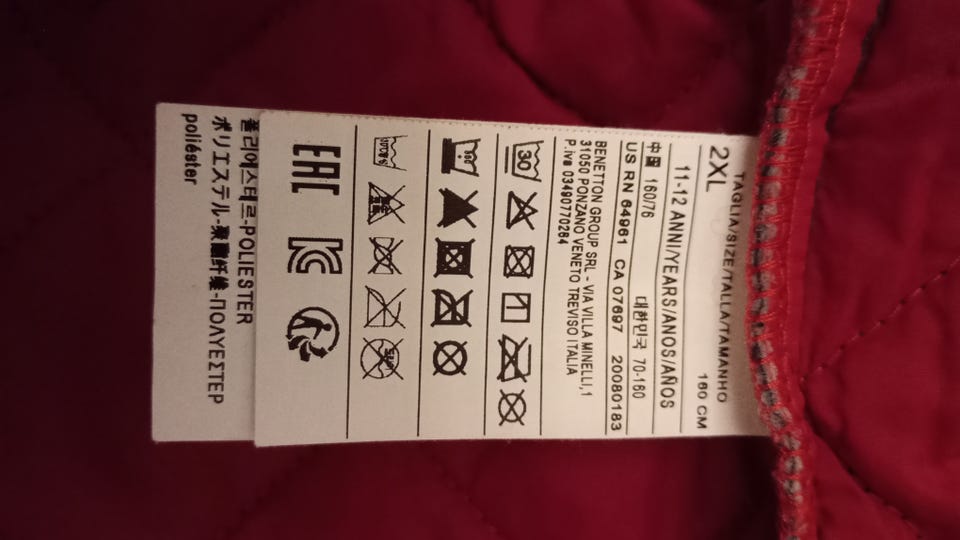 TAGLIA/SIZE/TALLA/TAMANHO
2XL 160 CM
11-12 ANNI/YEARS/ANOS/AÑOS
中国 160/76 대한민국 70-160
US RN 64961 CA 07697 20080183
BENETTON GROUP SRL - VIA VILLA MINELLI,1
31050 PONZANO VENETO TREVISO ITALIA
P.iva 03490770264
30
EAC
폴리에스터르-POLIESTER
ポリエステル-聚酯纤维-ΠΟΛΥΕΣΤΕΡ
poliéster